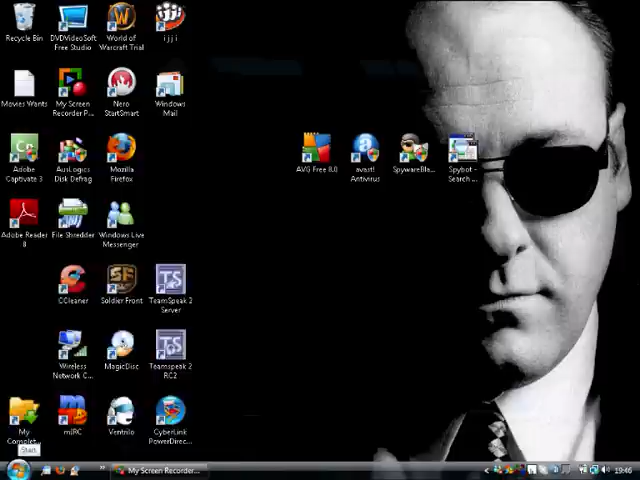 Recycle Bin
DVDVideoSoft Free Studio
World of Warcraft Trial
i j j i
Movies Wants
My Screen Recorder P...
Nero StartSmart
Windows Mail
Adobe Captivate 3
AusLogics Disk Defrag
Mozilla Firefox
AVG Free 8.0
avast! Antivirus
SpywareBla...
Spybot - Search ...
Adobe Reader 8
File Shredder
Windows Live Messenger
CCleaner
Soldier Front
TeamSpeak 2 Server
Wireless Network C...
MagicDisc
Teamspeak 2 RC2
My Complet...
mIRC
Ventrilo
CyberLink PowerDirec...
Start
My Screen Recorder...
19:46